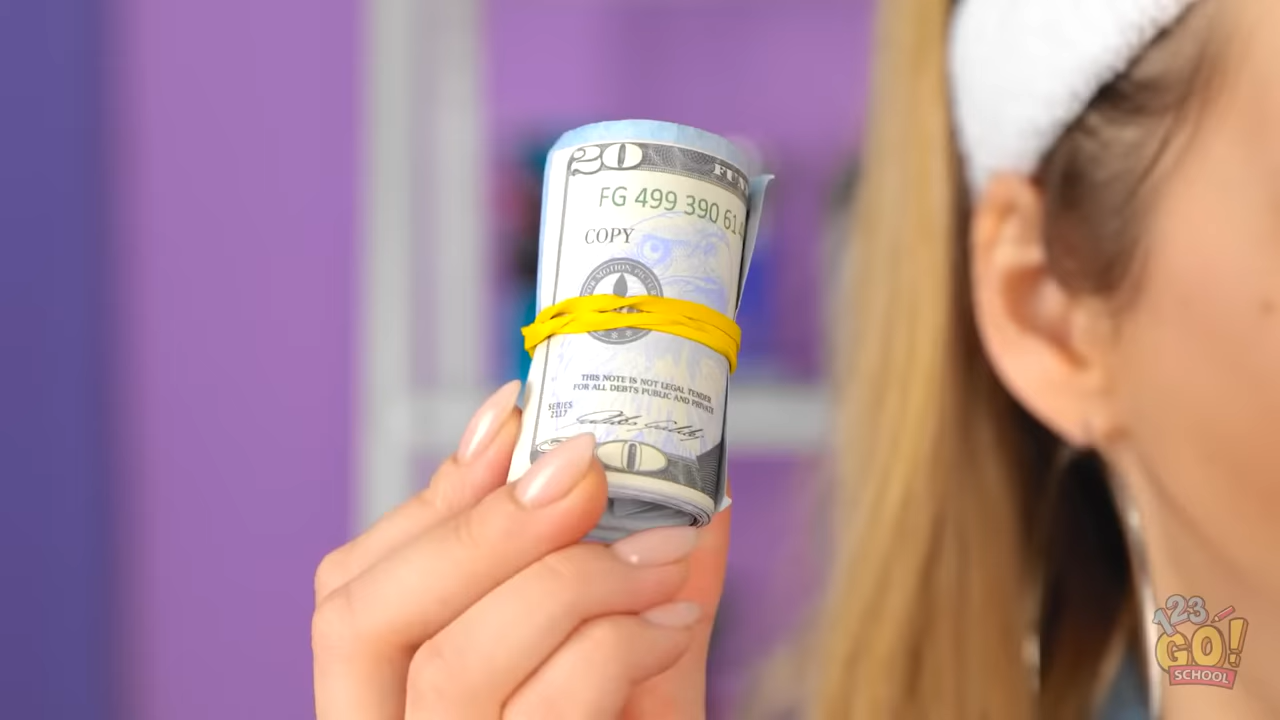 20
FG 499 390 61
COPY
THIS NOTE IS NOT LEGAL TENDER
FOR ALL DEBTS PUBLIC AND PRIVATE
SERIES
2117
20
123
GO!
SCHOOL